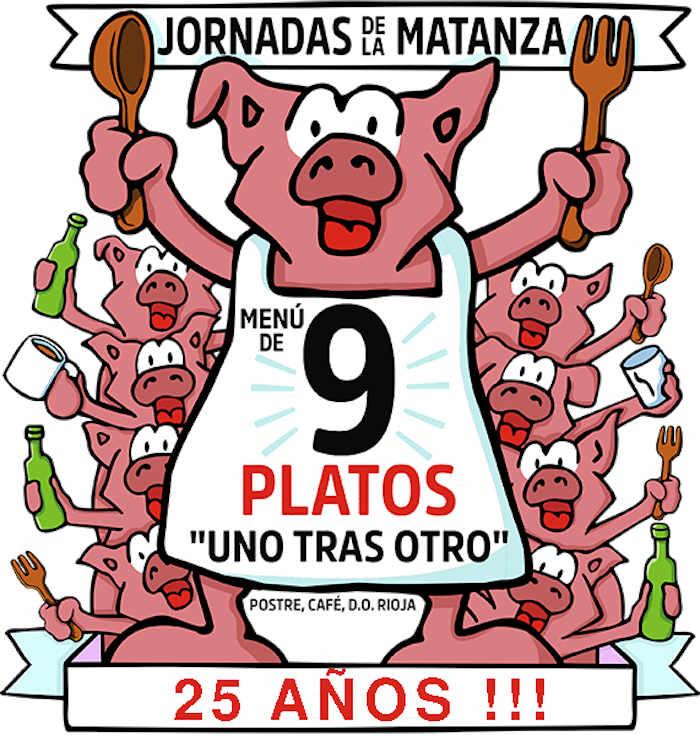 JORNADAS DE LA MATANZA
MENÚ
DE
9
PLATOS
"UNO TRAS OTRO"
POSTRE, CAFÉ, D.O. RIOJA
25 AÑOS !!!